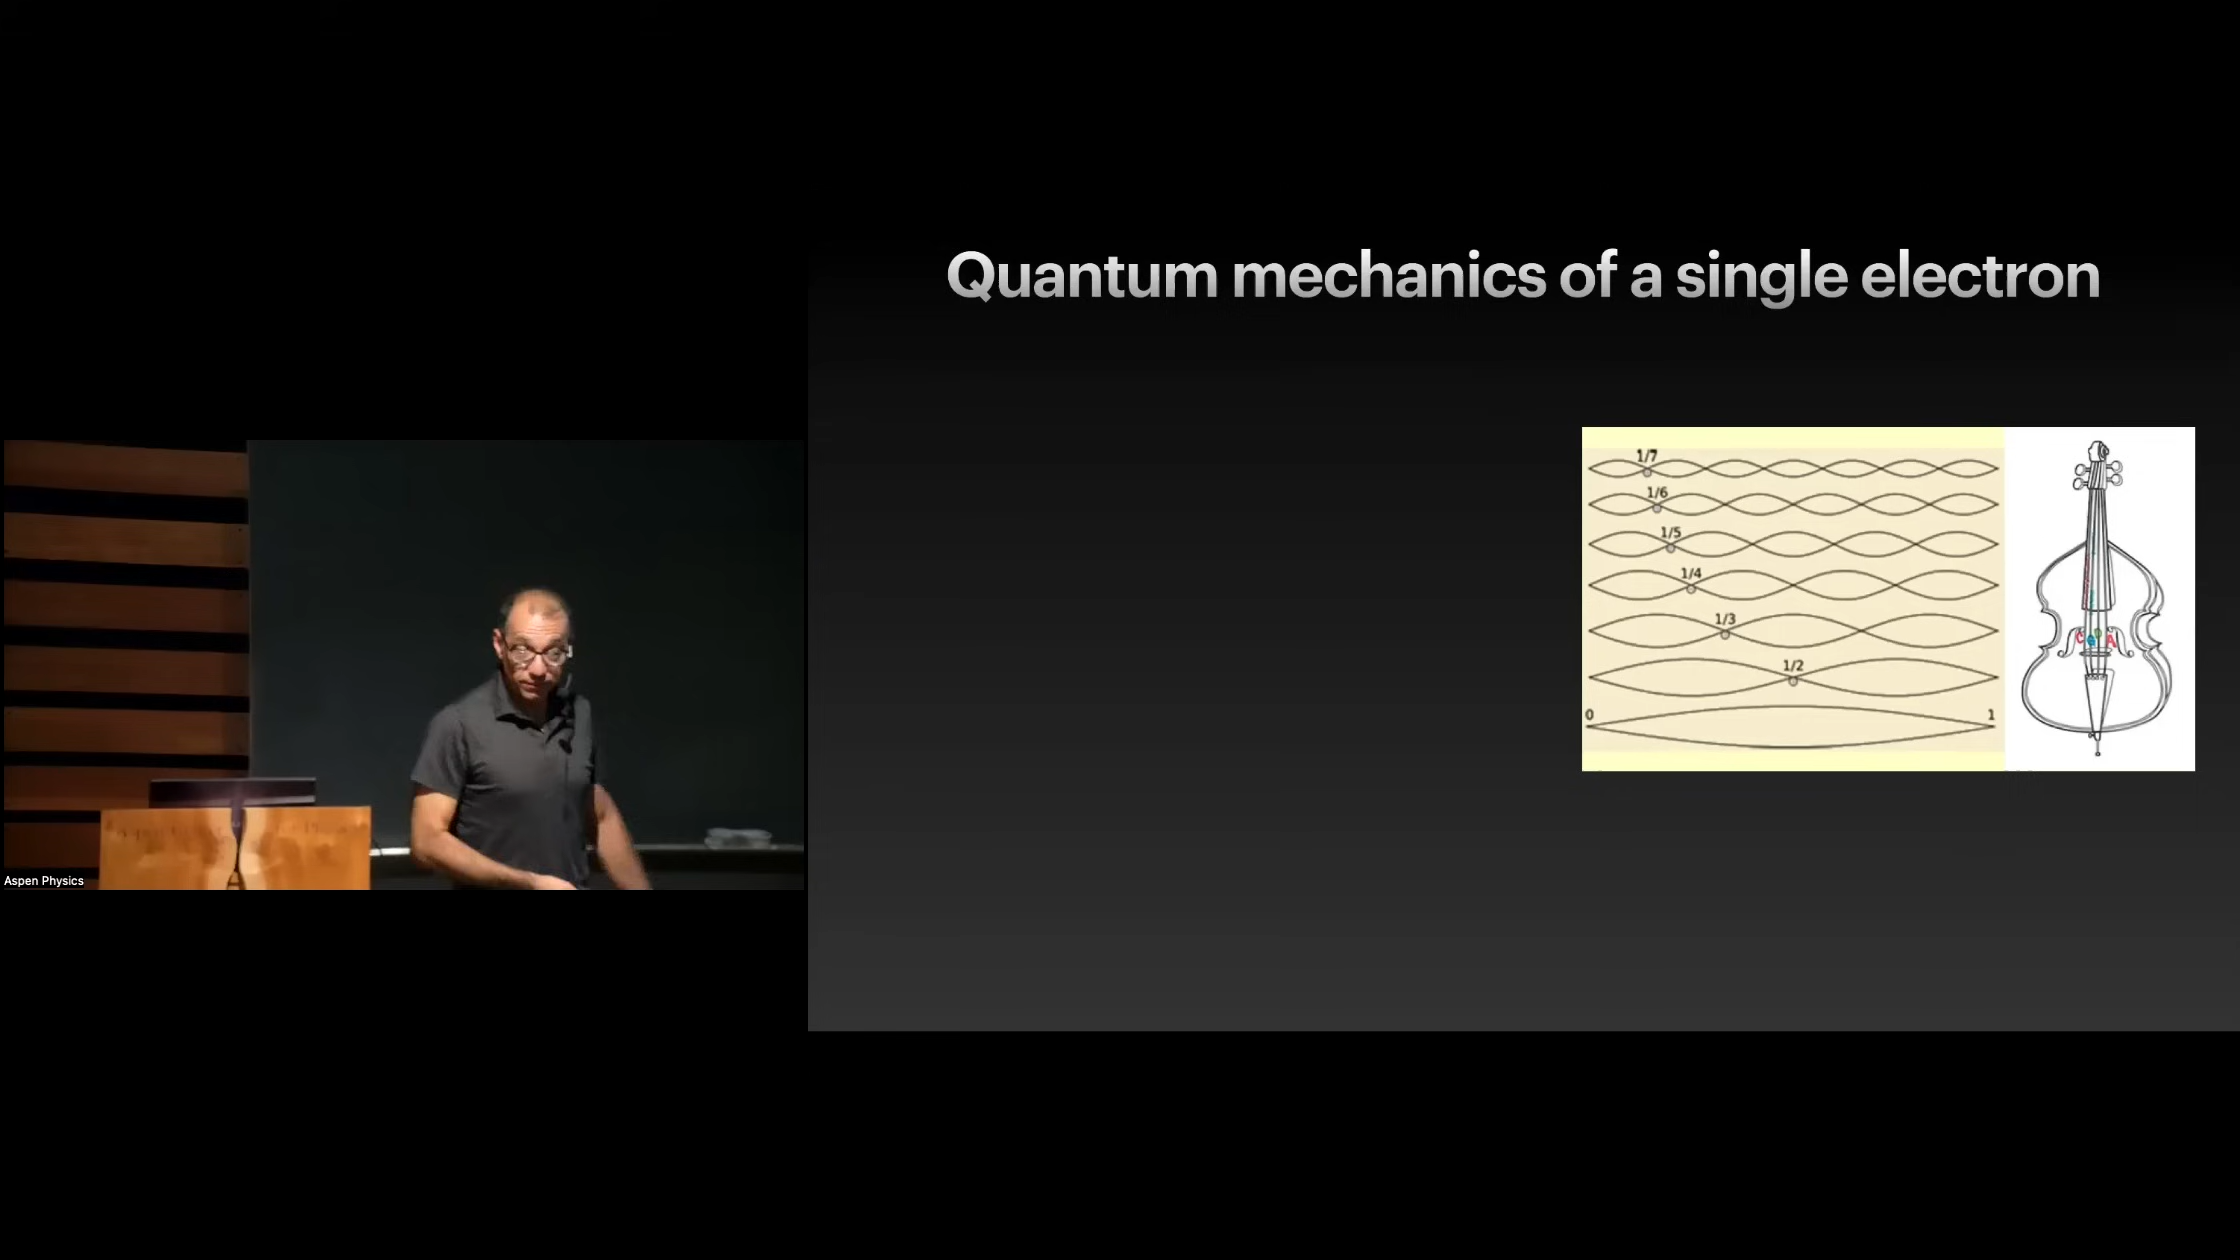 Quantum mechanics of a single electron
1/7
1/6
1/5
1/4
1/3
1/2
0 1
C G D A
Aspen Physics